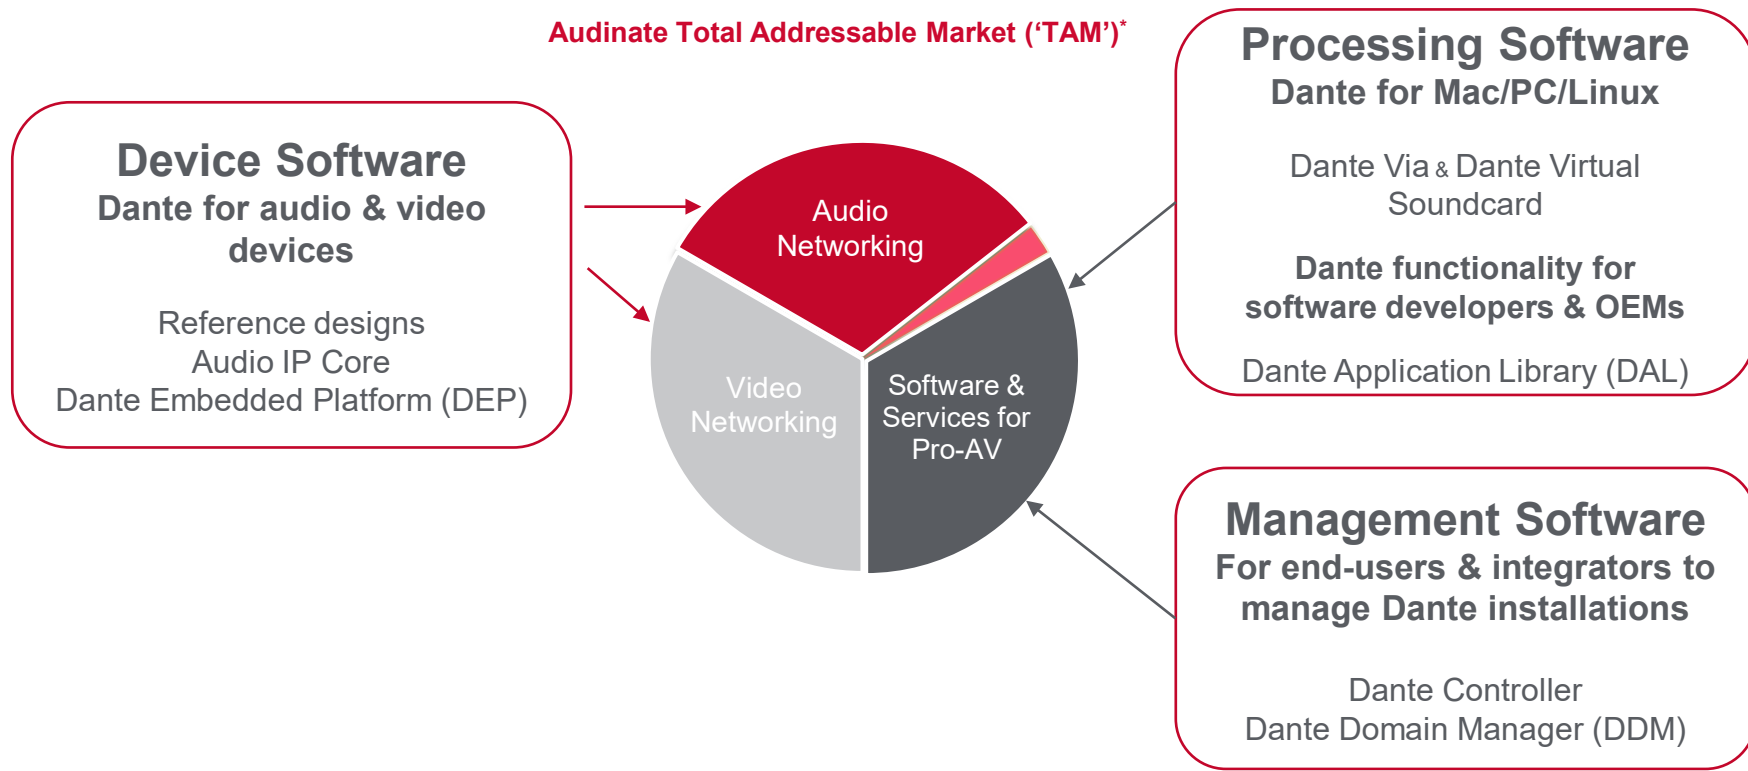 Audinate Total Addressable Market (‘TAM’)*
Device Software
Dante for audio & video
devices
Reference designs
Audio IP Core
Dante Embedded Platform (DEP)
Audio
Networking
Video
Networking
Software &
Services for
Pro-AV
Processing Software
Dante for Mac/PC/Linux
Dante Via & Dante Virtual
Soundcard
Dante functionality for
software developers & OEMs
Dante Application Library (DAL)
Management Software
For end-users & integrators to
manage Dante installations
Dante Controller
Dante Domain Manager (DDM)